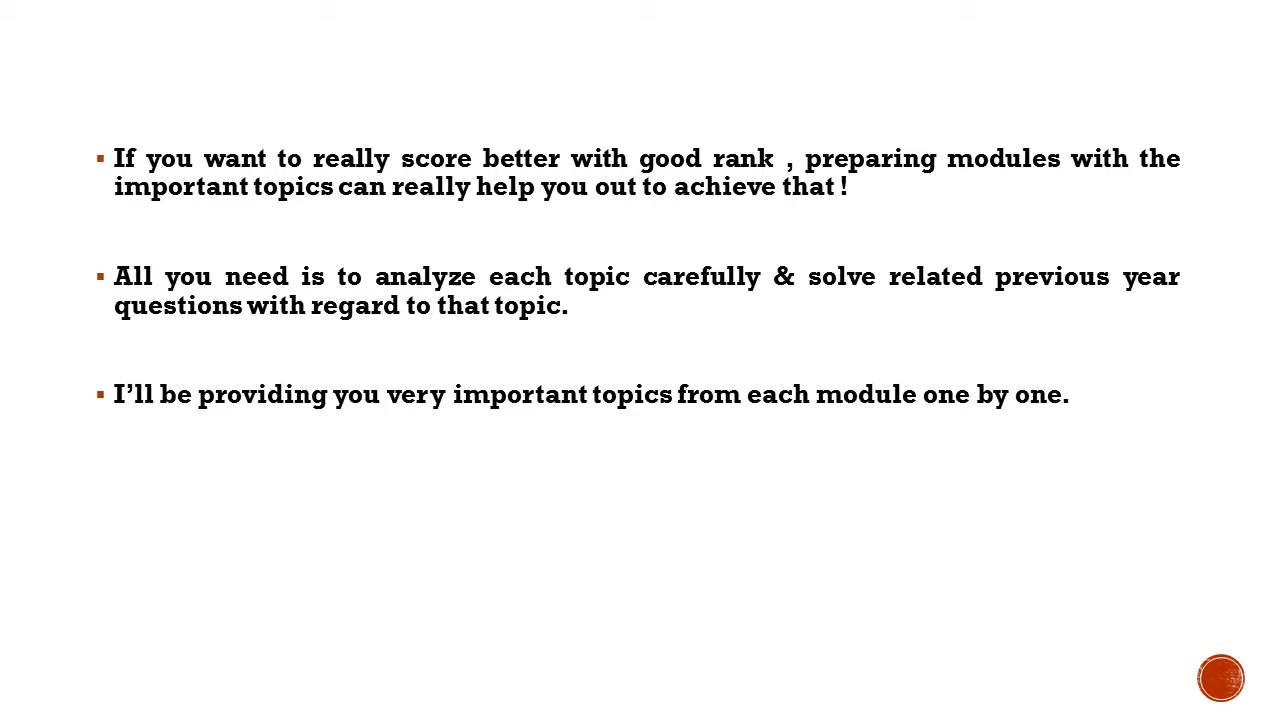 ▪ If you want to really score better with good rank , preparing modules with the
important topics can really help you out to achieve that !
▪ All you need is to analyze each topic carefully & solve related previous year
questions with regard to that topic.
▪ I’ll be providing you very important topics from each module one by one.